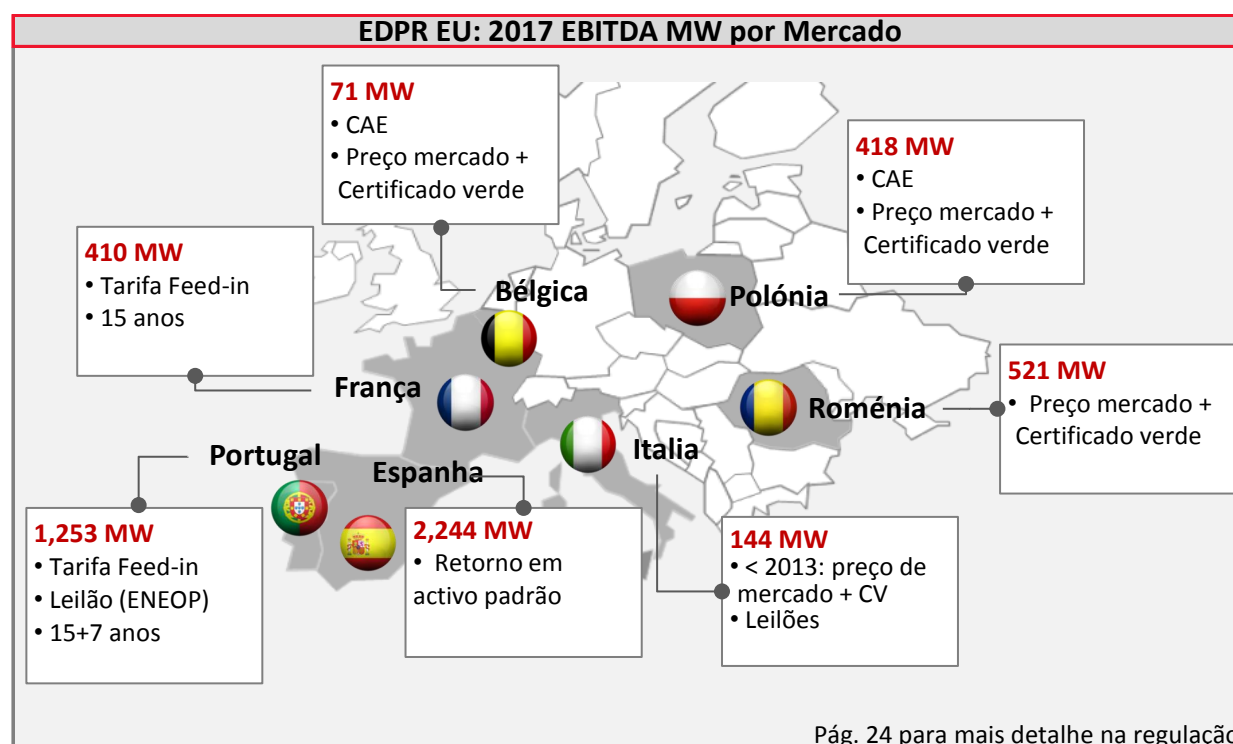 EDPR EU: 2017 EBITDA MW por Mercado
71 MW
• CAE
• Preço mercado +
Certificado verde
418 MW
• CAE
• Preço mercado +
Certificado verde
410 MW
• Tarifa Feed-in
• 15 anos
Bélgica
Polónia
França
521 MW
• Preço mercado +
Certificado verde
Roménia
Italia
Portugal
Espanha
1,253 MW
• Tarifa Feed-in
• Leilão (ENEOP)
• 15+7 anos
2,244 MW
• Retorno em
activo padrão
144 MW
• < 2013: preço de
mercado + CV
• Leilões
Pág. 24 para mais detalhe na regulação